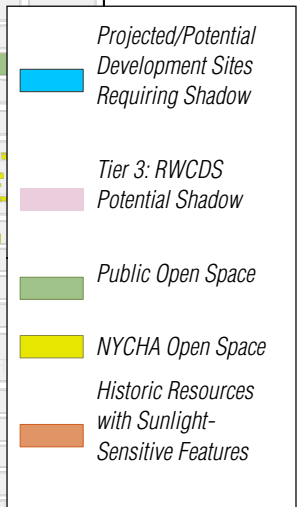 Projected/Potential
Development Sites
Requiring Shadow
Tier 3: RWCDS
Potential Shadow
Public Open Space
NYCHA Open Space
Historic Resources
with Sunlight-
Sensitive Features